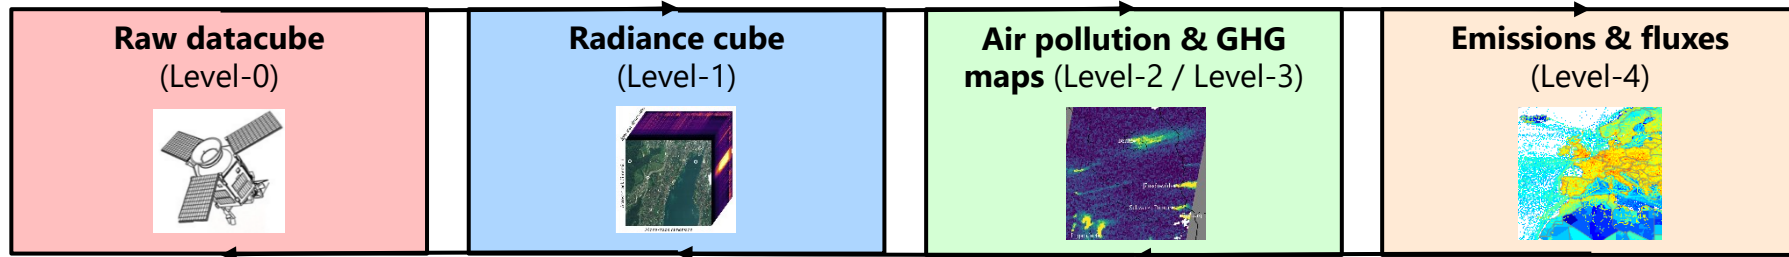 Raw datacube
(Level-0)
Radiance cube
(Level-1)
Air pollution & GHG
maps (Level-2 / Level-3)
Emissions & fluxes
(Level-4)